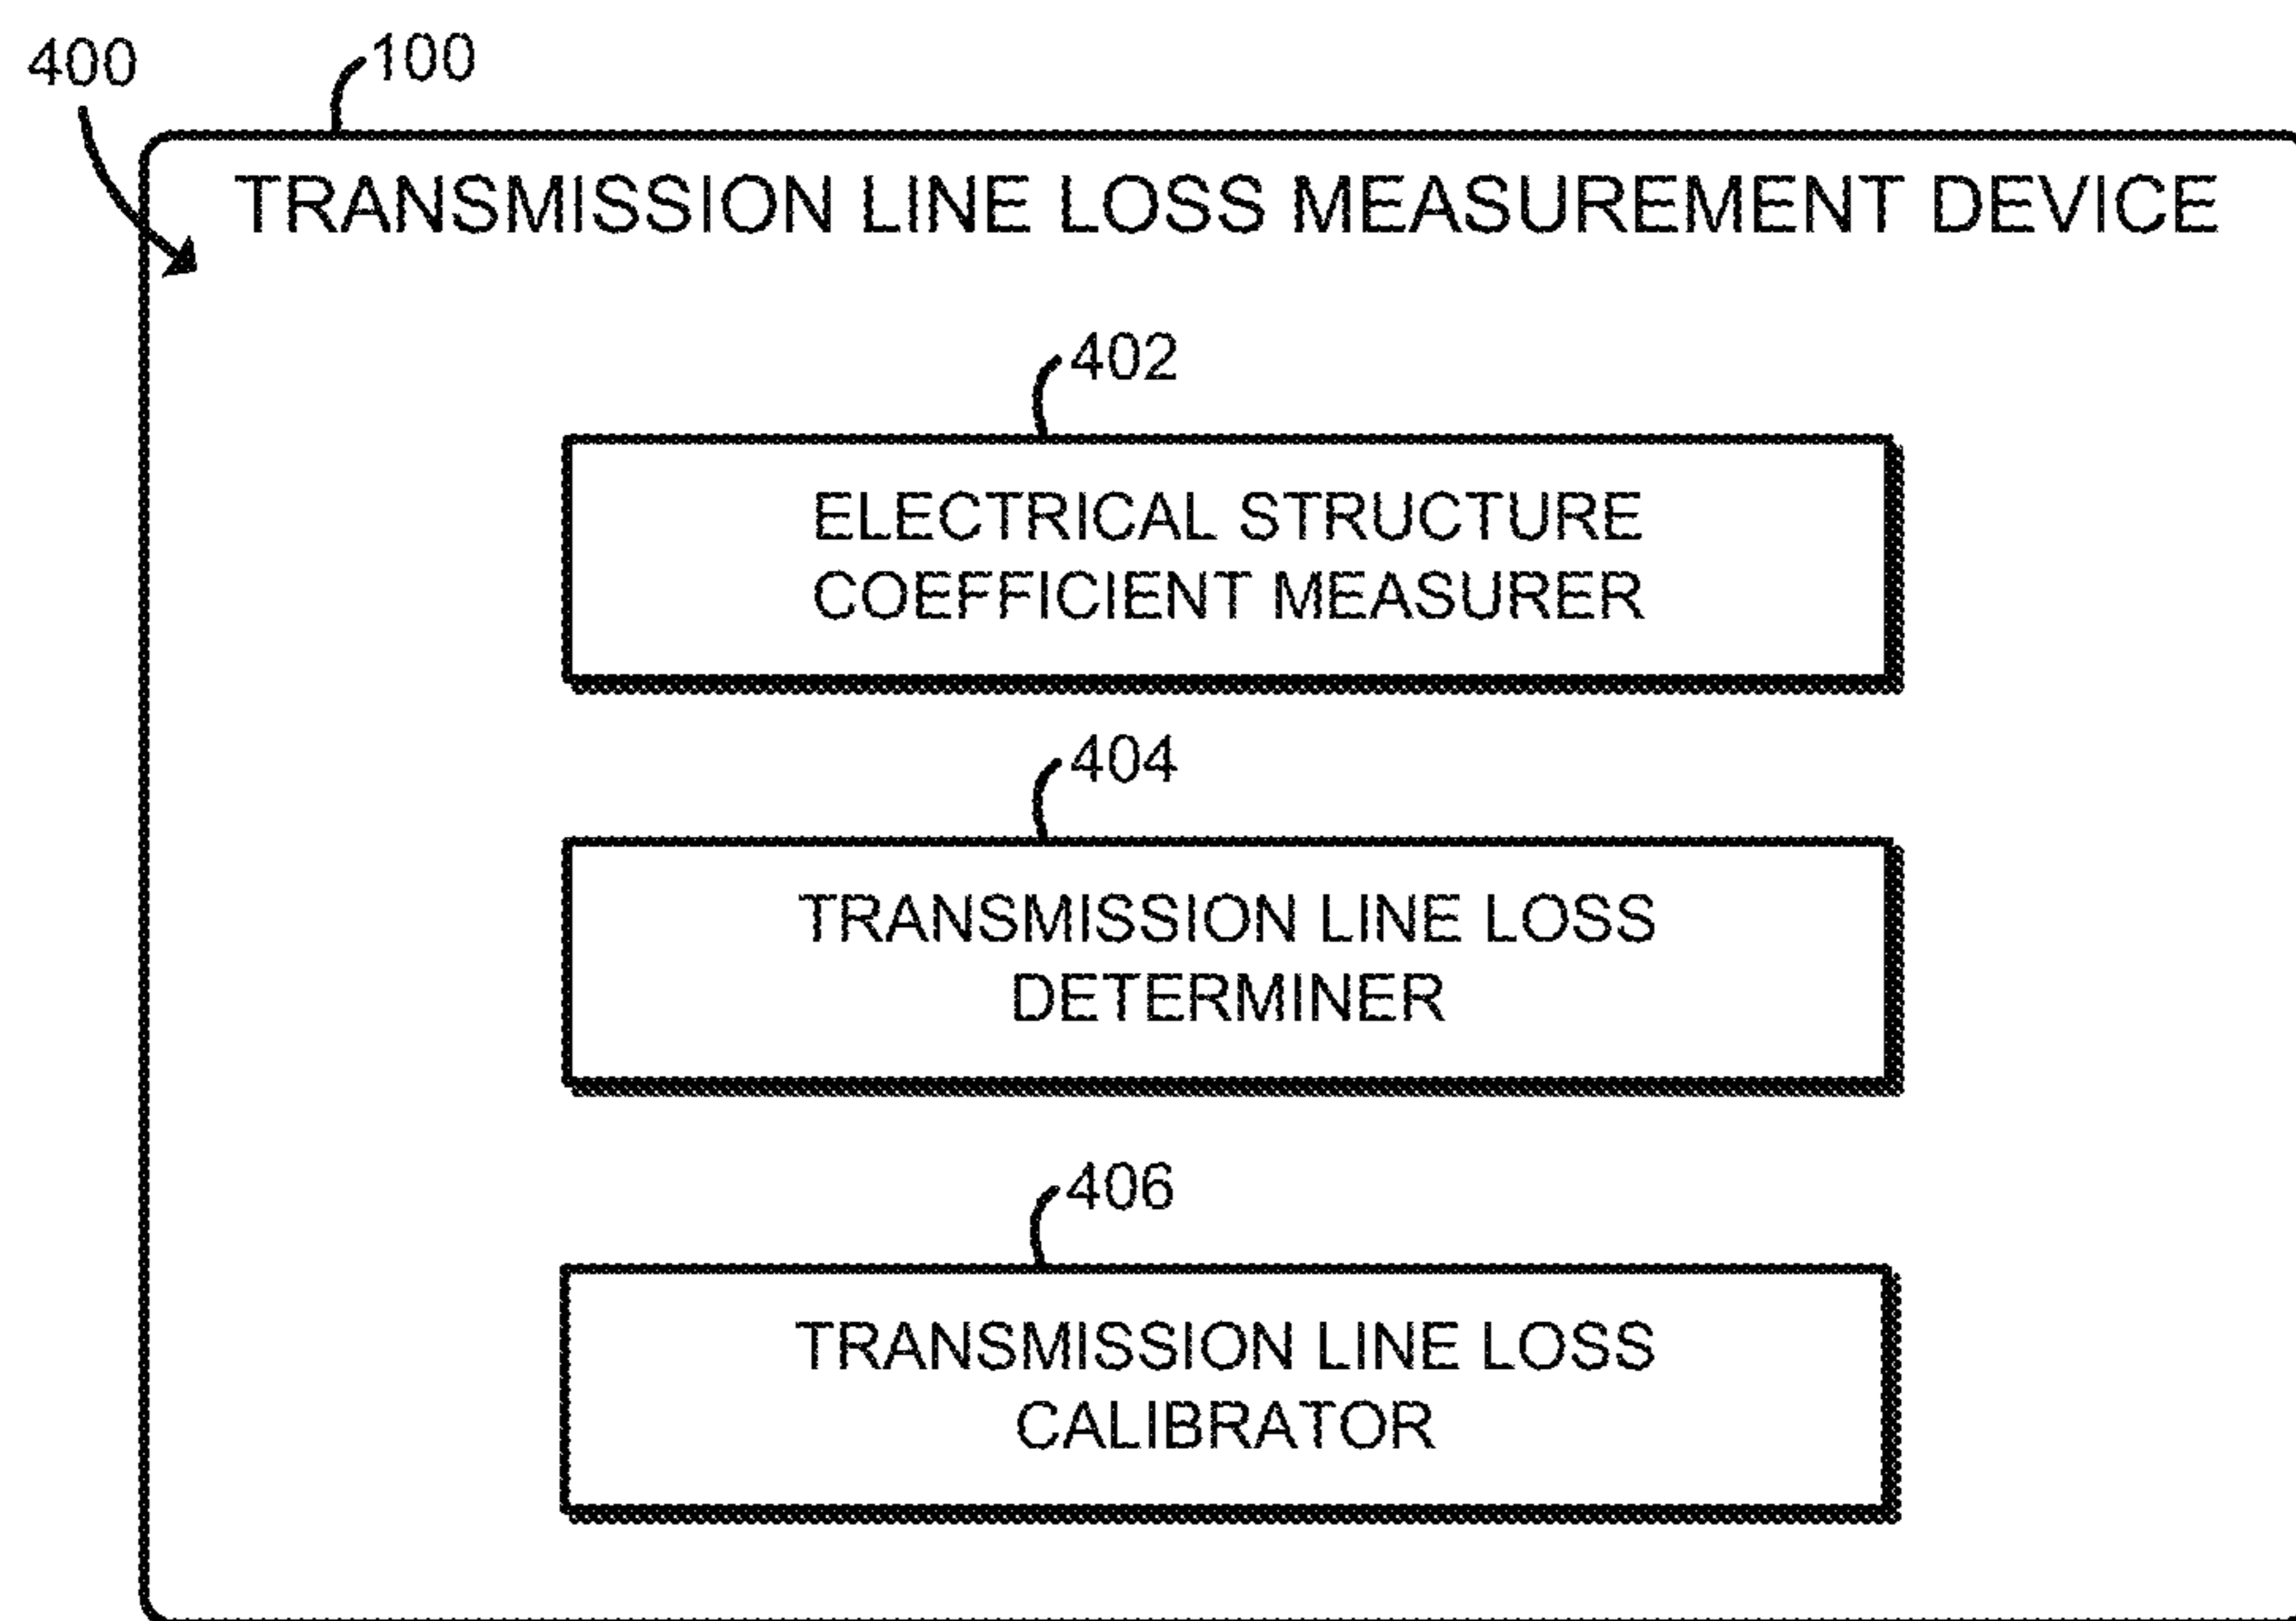 400
100
TRANSMISSION LINE LOSS MEASUREMENT DEVICE
402
ELECTRICAL STRUCTURE
COEFFICIENT MEASURER
404
TRANSMISSION LINE LOSS
DETERMINER
406
TRANSMISSION LINE LOSS
CALIBRATOR